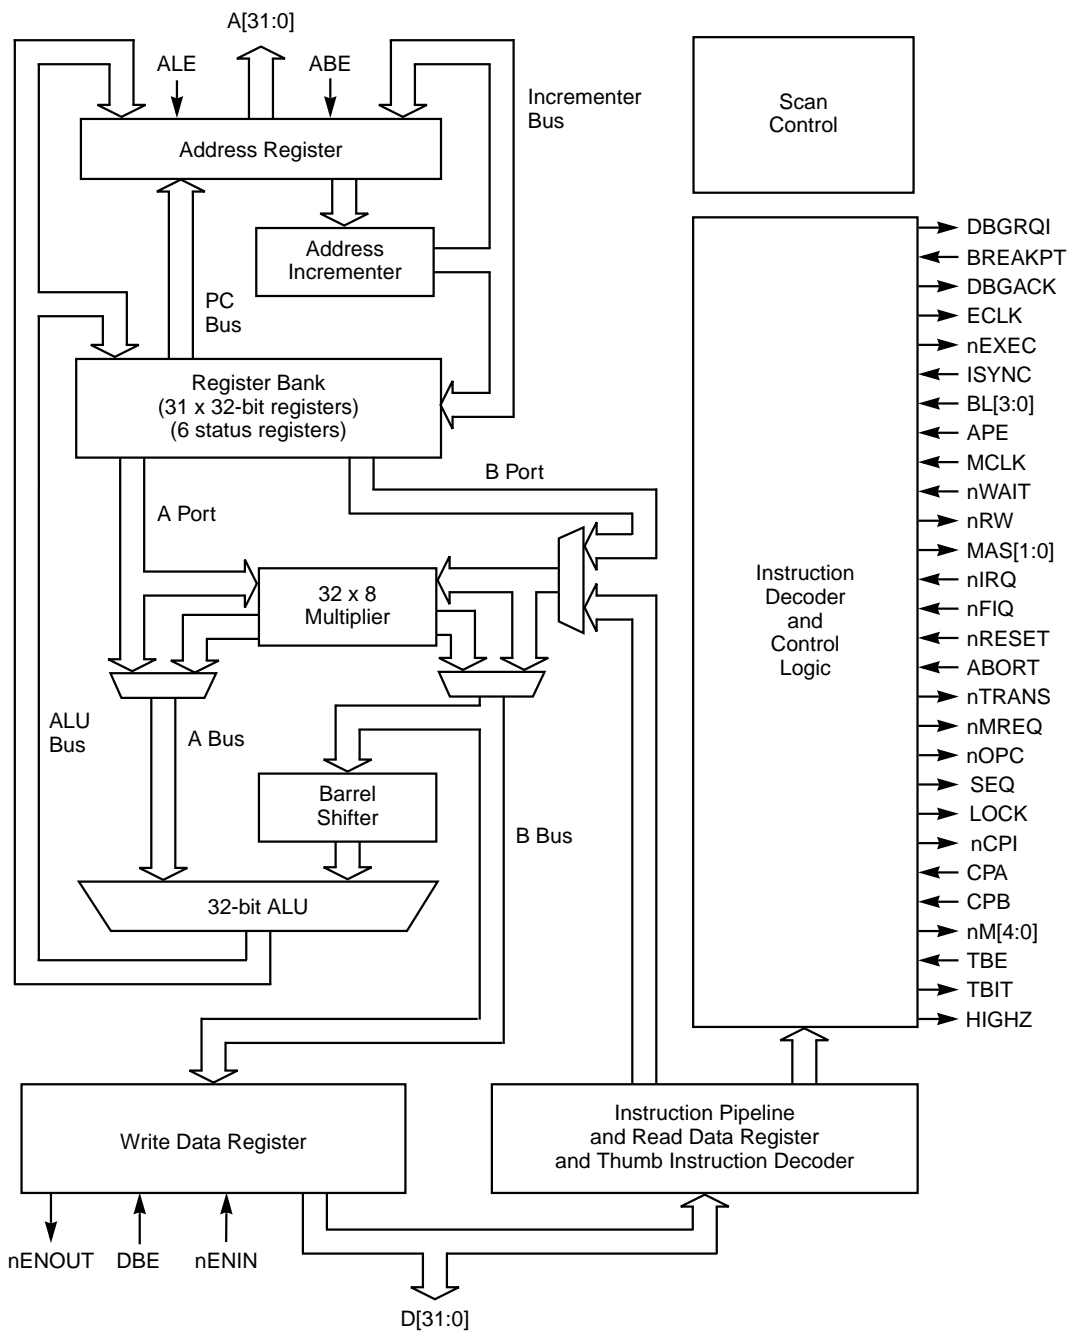 A[31:0]
ALE
ABE
Incrementer
Bus
Scan
Control
Address Register
Address
Incrementer
PC
Bus
Register Bank
(31 x 32-bit registers)
(6 status registers)
B Port
A Port
32 x 8
Multiplier
ALU
Bus
A Bus
Barrel
Shifter
B Bus
32-bit ALU
Instruction
Decoder
and
Control
Logic
DBGRQI
BREAKPT
DBGACK
ECLK
nEXEC
ISYNC
BL[3:0]
APE
MCLK
nWAIT
nRW
MAS[1:0]
nIRQ
nFIQ
nRESET
ABORT
nTRANS
nMREQ
nOPC
SEQ
LOCK
nCPI
CPA
CPB
nM[4:0]
TBE
TBIT
HIGHZ
Write Data Register
Instruction Pipeline
and Read Data Register
and Thumb Instruction Decoder
nENOUT
DBE
nENIN
D[31:0]